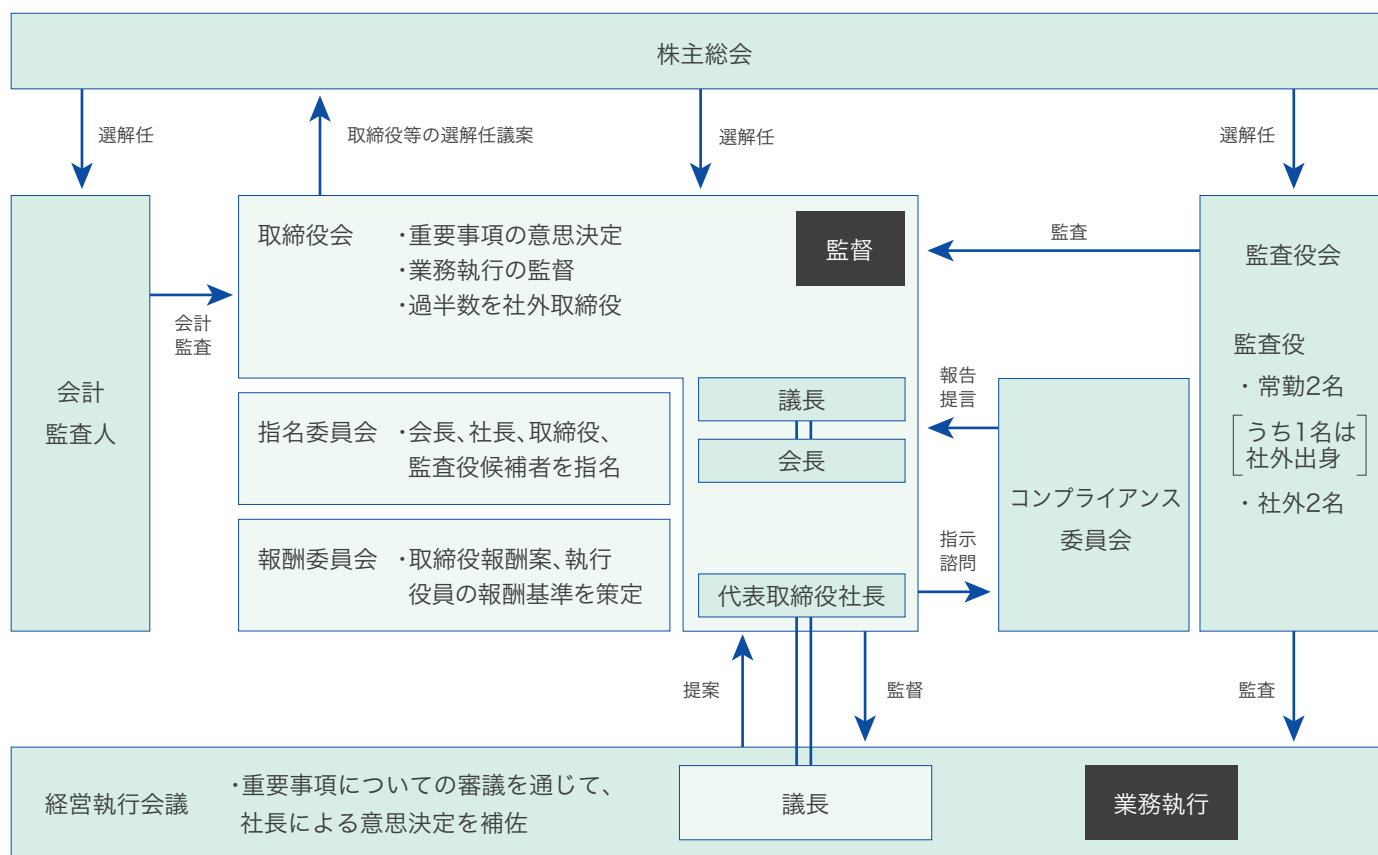 株主総会
選解任
取締役等の選解任議案
選解任
選解任
取締役会
・重要事項の意思決定
・業務執行の監督
・過半数を社外取締役
監督
監査
監査役会
監査役
・常勤2名
うち1名は
社外出身
・社外2名
会計
監査
会計
監査人
議長
会長
報告
提言
指名委員会
・会長、社長、取締役、
監査役候補者を指名
コンプライアンス
委員会
報酬委員会
・取締役報酬案、執行
役員の報酬基準を策定
代表取締役社長
指示
諮問
提案
監督
監査
経営執行会議
・重要事項についての審議を通じて、
社長による意思決定を補佐
議長
業務執行